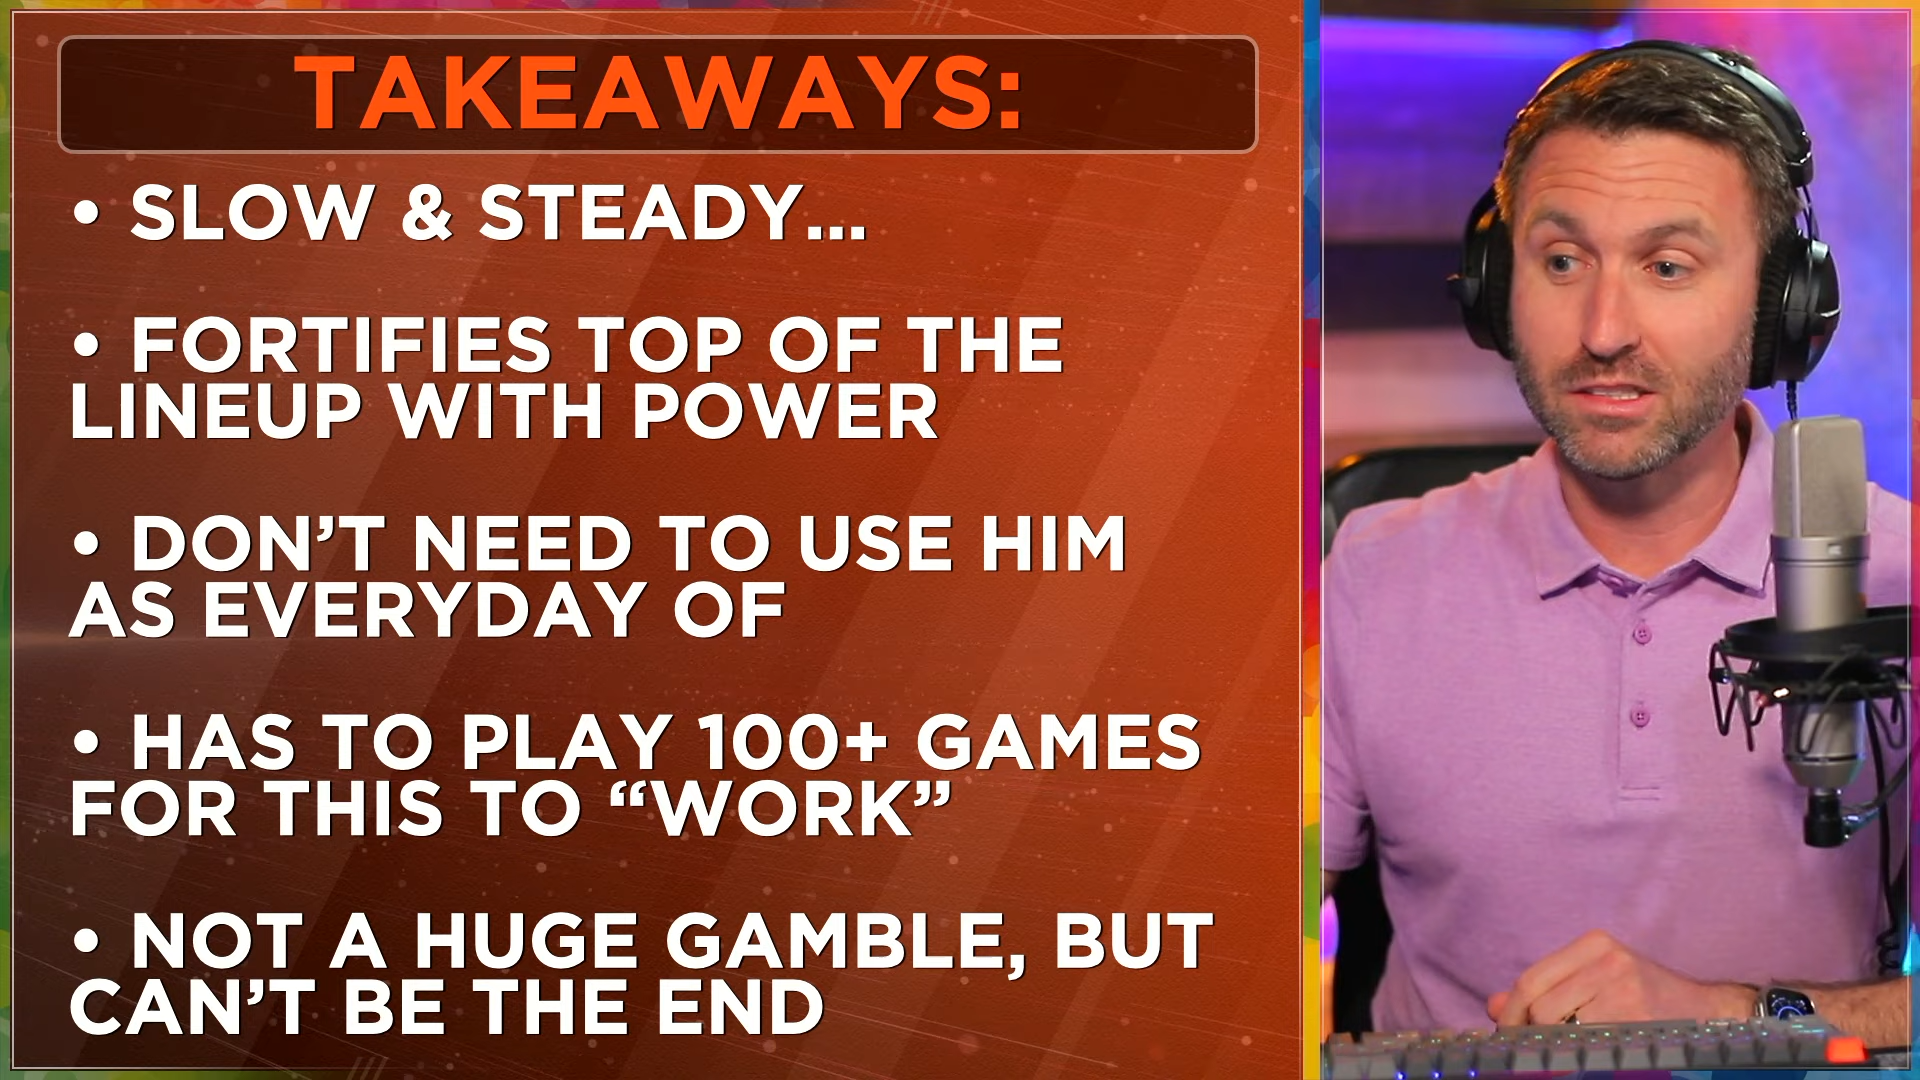 TAKEAWAYS:
• SLOW & STEADY...
• FORTIFIES TOP OF THE
LINEUP WITH POWER
• DON’T NEED TO USE HIM
AS EVERYDAY OF
• HAS TO PLAY 100+ GAMES
FOR THIS TO “WORK”
• NOT A HUGE GAMBLE, BUT
CAN’T BE THE END